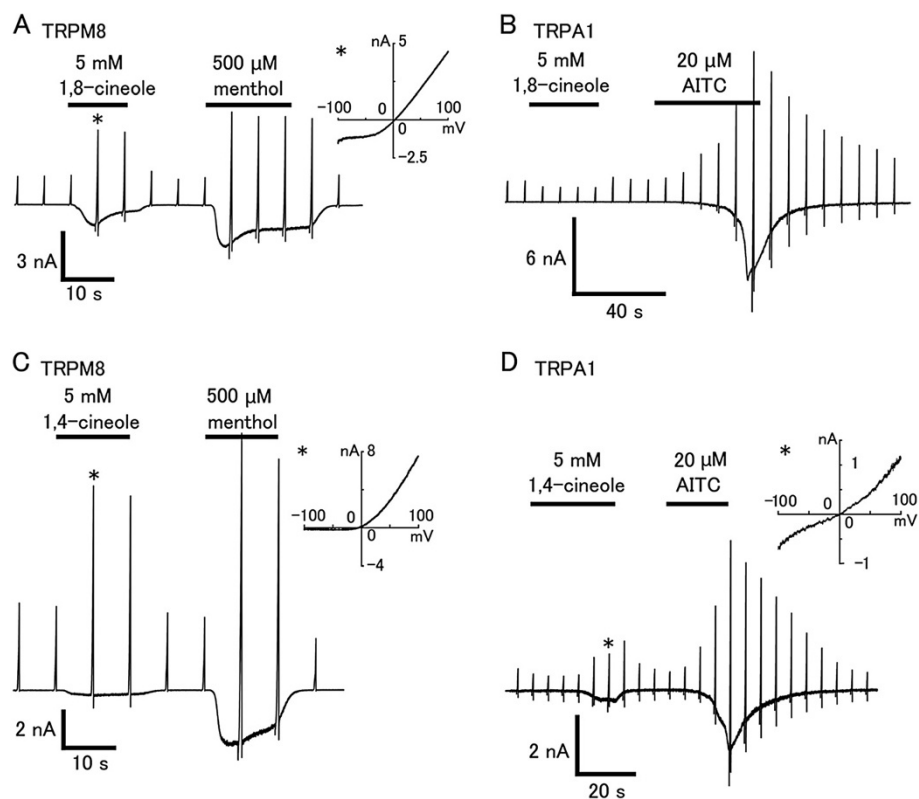 A TRPM8
5 mM
1,8-cineole
500 µM
menthol
*
*
nA 5
-100
0
100
0
mV
-2.5
3 nA
10 s
B TRPA1
5 mM
1,8-cineole
20 µM
AITC
6 nA
40 s
C TRPM8
5 mM
1,4-cineole
500 µM
menthol
*
*
nA 8
-100
0
100
0
mV
-4
2 nA
10 s
D TRPA1
5 mM
1,4-cineole
20 µM
AITC
*
*
nA
1
-100
0
100
0
mV
-1
2 nA
20 s